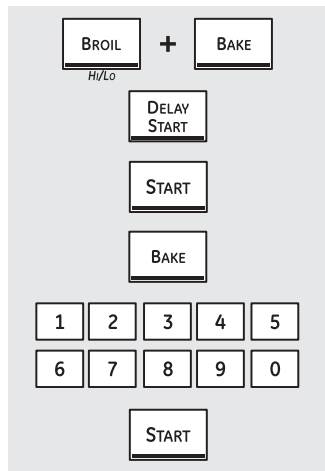 BROIL + BAKE
HI/LO
DELAY
START
START
BAKE
1 2 3 4 5
6 7 8 9 0
START